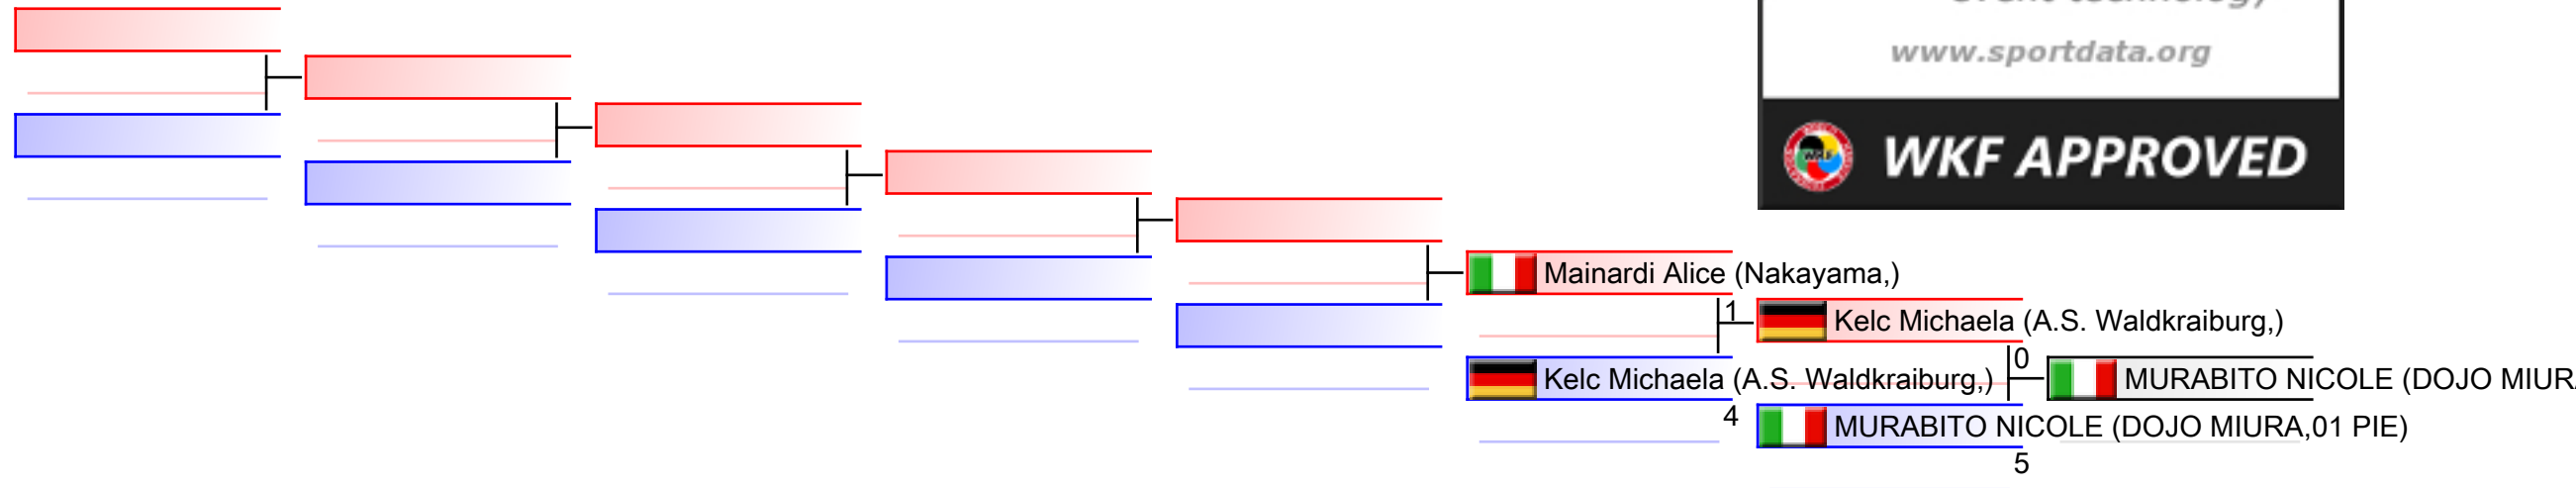 www.sportdata.org
WKF APPROVED
Mainardi Alice (Nakayama,)
1
Kelc Michaela (A.S. Waldkraiburg,)
0
Kelc Michaela (A.S. Waldkraiburg,)
MURABITO NICOLE (DOJO MIUR
4
MURABITO NICOLE (DOJO MIURA,01 PIE)
5